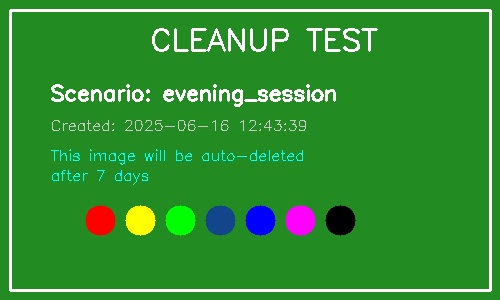 CLEANUP TEST
Scenario: evening_session
Created: 2025-06-16 12:43:39
This image will be auto-deleted
after 7 days